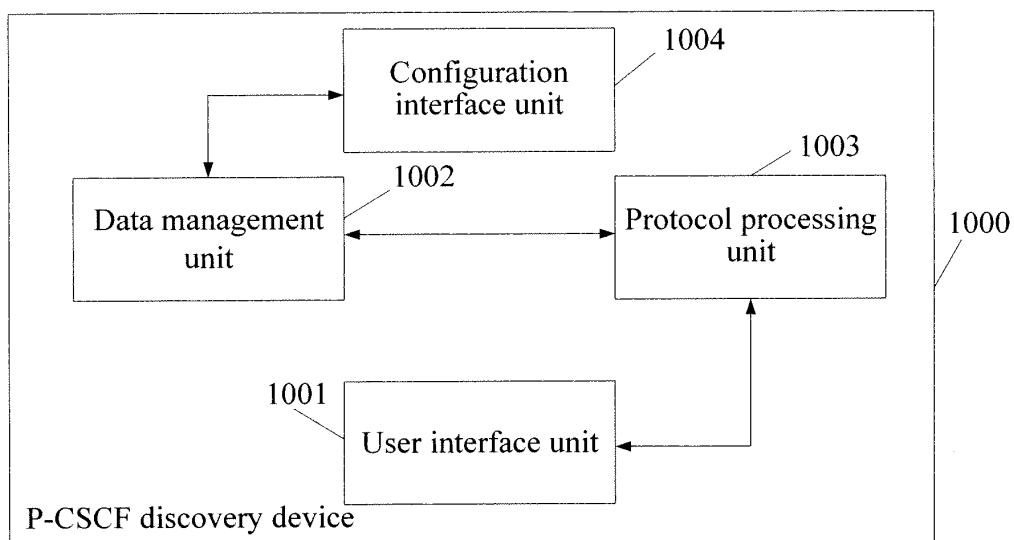 1004
Configuration
interface unit
1003
1002
Data management
unit
Protocol processing
unit
1000
1001
User interface unit
P-CSCF discovery device